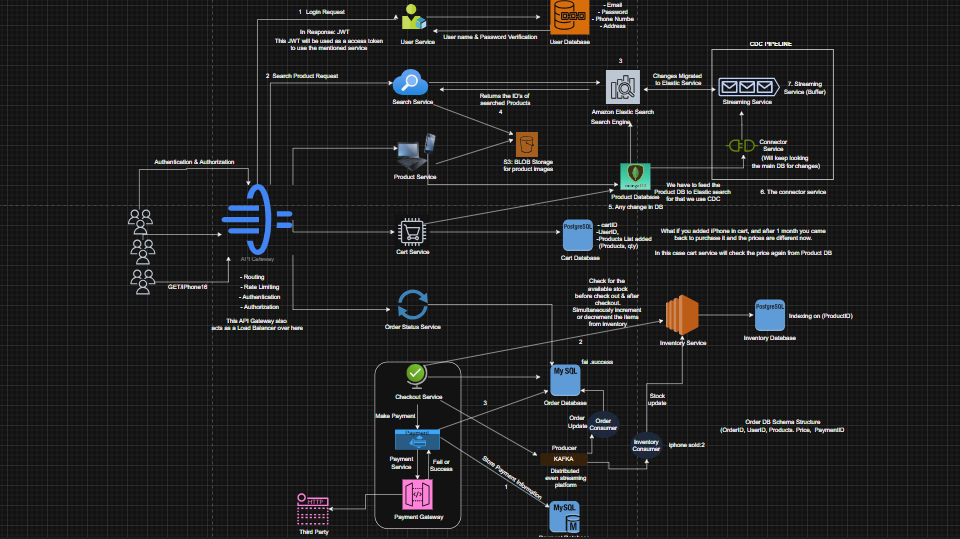 1 Login Request
In Response: JWT
This JWT will be used as a access token
to use the mentioned service
User Service
User name & Password Verification
User Database
- Email
- Password
- Phone Numbe
- Address
CDC PIPELINE
2 Search Product Request
Search Service
Returns the ID's of
searched Products
4
3
Amazon Elastic Search
Search Engine
Changes Migrated
to Elastic Service
Streaming Service
7. Streaming
Service (Buffer)
Connector
Service
(Will keep looking
the main DB for changes)
6. The connector service
S3: BLOB Storage
for product images
Product Service
Product Database
5. Any change in DB
We have to feed the
Product DB to Elastic search
for that we use CDC
Authentication & Authorization
API Gateway
GET/iPhone16
- Routing
- Rate Limiting
- Authentication
- Authorization
This API Gateway also
acts as a Load Balancer over here
Cart Service
PostgreSQL
Cart Database
- cartID
-UserID,
-Products List added
(Products, qty)
What if you added iPhone in cart, and after 1 month you came
back to purchase it and the prices are different now.
In this case cart service will check the price again from Product DB
Order Status Service
Check for the
available stock
before check out & after
checkout.
Simultaneously increment
or decrement the items
from inventory
2
Inventory Service
PostgreSQL
Inventory Database
Indexing on (ProductID)
Checkout Service
Make Payment
Payment
Service
Fail or
Success
Payment Gateway
HTTP
Third Party
3
.success
My SQL
Order Database
Order
Update
Order
Consumer
Producer
KAFKA
Distributed
even streaming
platform
Store Payment Information
1
MySQL
M
Stock
update
Inventory
Consumer
iphone sold:2
Order DB Schema Structure
(OrderID, UserID, Products. Price, PaymentID